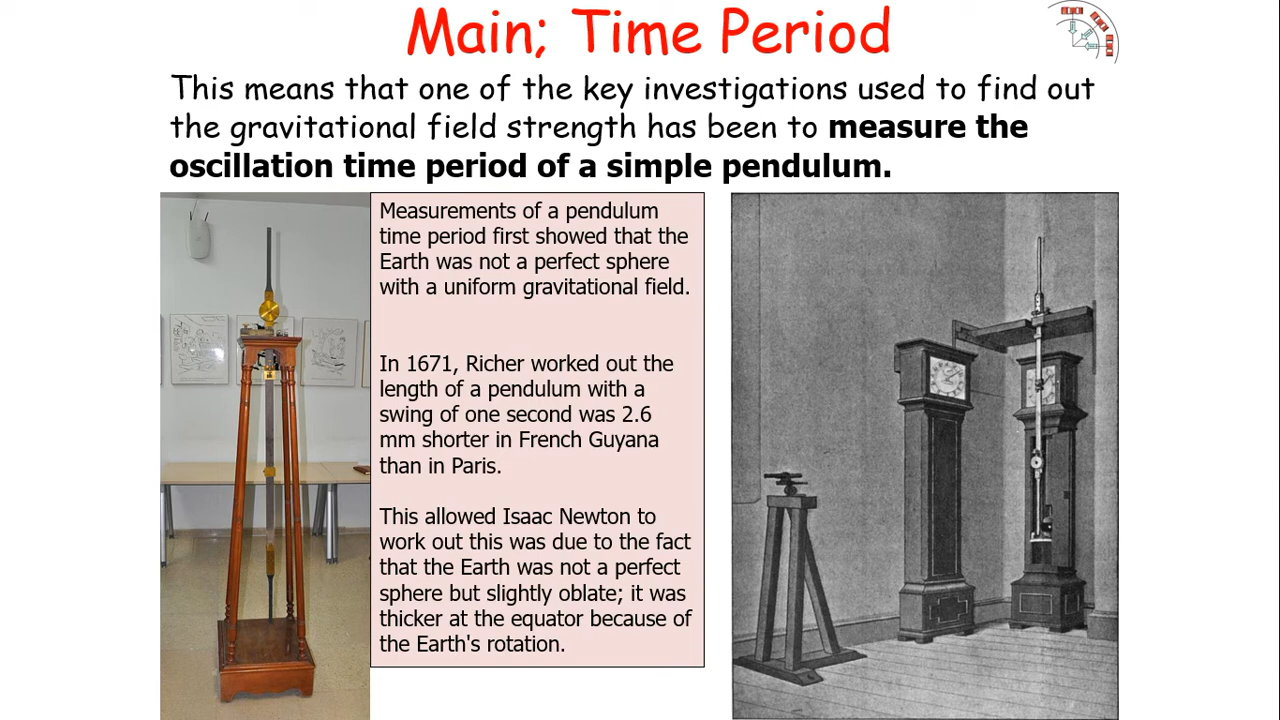 Main; Time Period
This means that one of the key investigations used to find out
the gravitational field strength has been to measure the
oscillation time period of a simple pendulum.
Measurements of a pendulum
time period first showed that the
Earth was not a perfect sphere
with a uniform gravitational field.
In 1671, Richer worked out the
length of a pendulum with a
swing of one second was 2.6
mm shorter in French Guyana
than in Paris.
This allowed Isaac Newton to
work out this was due to the fact
that the Earth was not a perfect
sphere but slightly oblate; it was
thicker at the equator because of
the Earth's rotation.